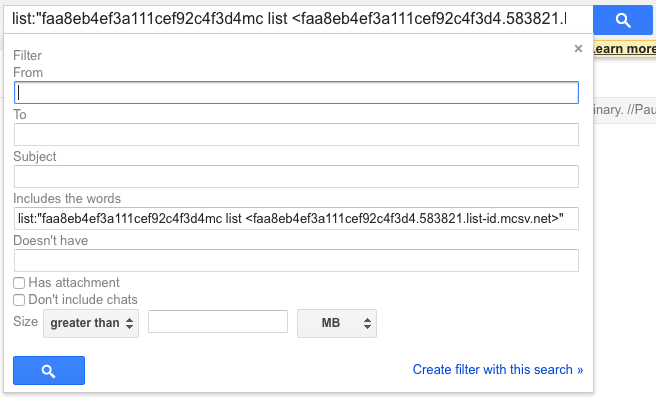 list:"faa8eb4ef3a111cef92c4f3d4mc list <faa8eb4ef3a111cef92c4f3d4.583821.l
×
earn more
Filter
From
inary. //Pau
To
Subject
Includes the words
list:"faa8eb4ef3a111cef92c4f3d4mc list <faa8eb4ef3a111cef92c4f3d4.583821.list-id.mcsv.net>"
Doesn't have
Has attachment
Don't include chats
Size greater than MB
Create filter with this search »